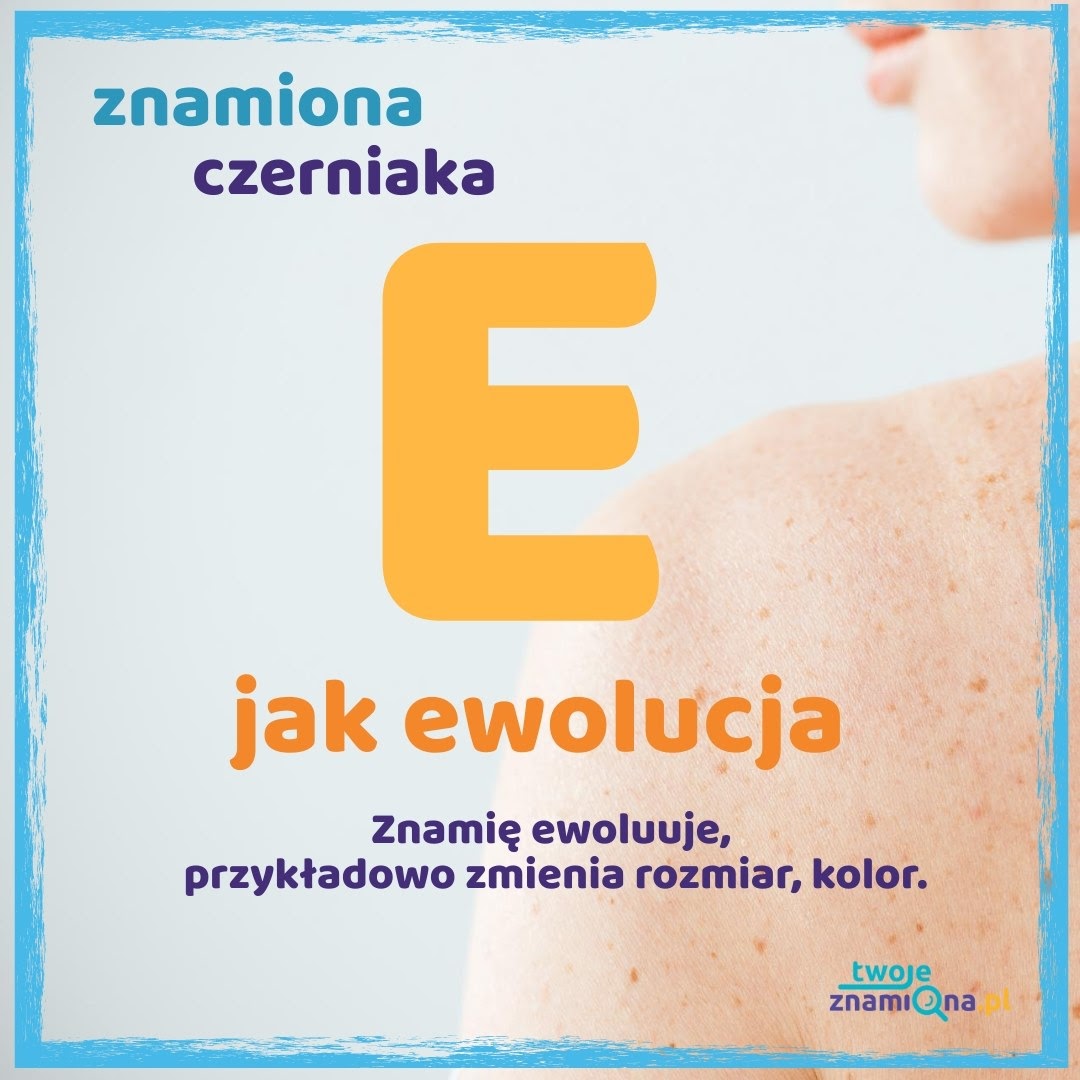 znamiona
czerniaka
E
jak ewolucja
Znamię ewoluuje,
przykładowo zmienia rozmiar, kolor.
twoje
znamiona.pl